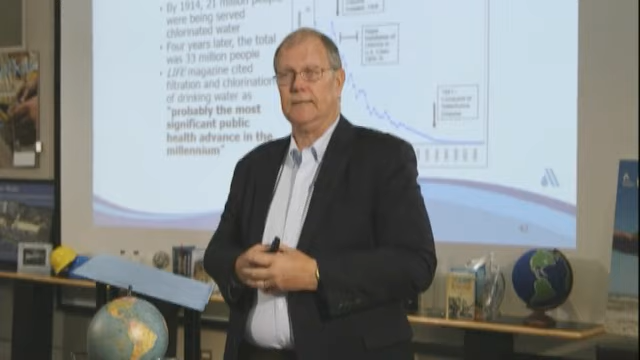 • By 1914, 21 million people
were being served
chlorinated water
• Four years later, the total
was 33 million people
• LIFE magazine cited
filtration and chlorination
of drinking water as
"probably the most
significant public
health advance in the
millennium"